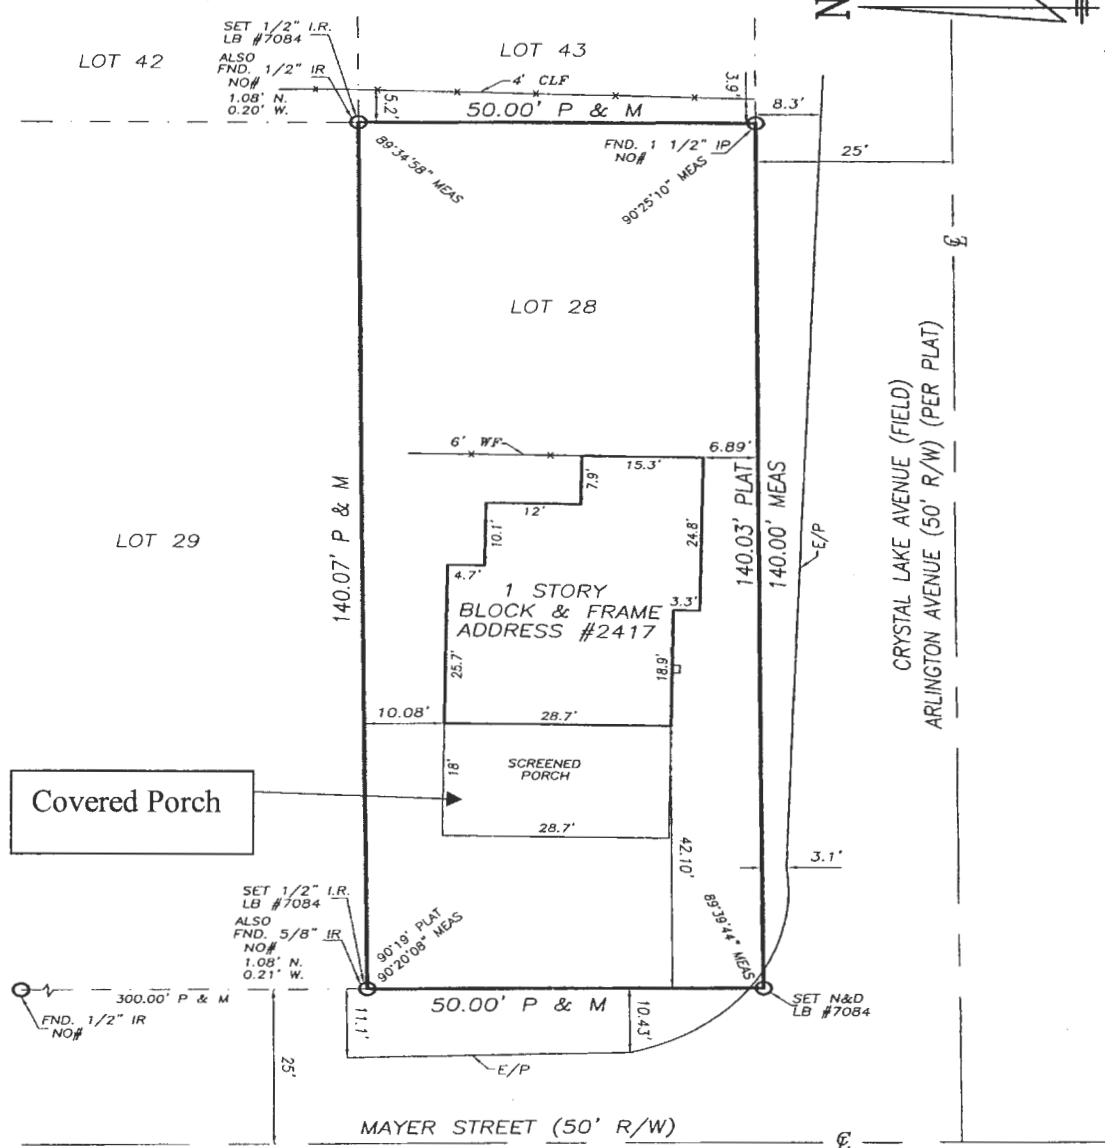 N
SET 1/2" I.R.
LB #7084
ALSO
FND. 1/2" IR
NO#
1.08' N.
0.20' W.
LOT 42
LOT 43
4' CLF
5.2'
50.00' P & M
3.9'
8.3'
FND. 1 1/2" IP
NO#
25'
89°34'58" MEAS
90°25'10" MEAS
LOT 28
CRYSTAL LAKE AVENUE (FIELD)
ARLINGTON AVENUE (50' R/W) (PER PLAT)
6' WF
15.3'
6.89'
7.9'
12'
10.1'
24.8'
140.03' PLAT
140.00' MEAS
E/P
LOT 29
140.07' P & M
4.7'
1 STORY
BLOCK & FRAME
ADDRESS #2417
3.3'
25.7'
18.9'
10.08'
28.7'
SCREENED
PORCH
18'
Covered Porch
28.7'
42.10'
3.1'
SET 1/2" I.R.
LB #7084
ALSO
FND. 5/8" IR
NO#
1.08' N.
0.21' W.
90°19' PLAT
90°20'08" MEAS
89°39'44" MEAS
300.00' P & M
FND. 1/2" IR
NO#
50.00' P & M
SET N&D
LB #7084
11.1'
10.43'
E/P
25'
MAYER STREET (50' R/W)